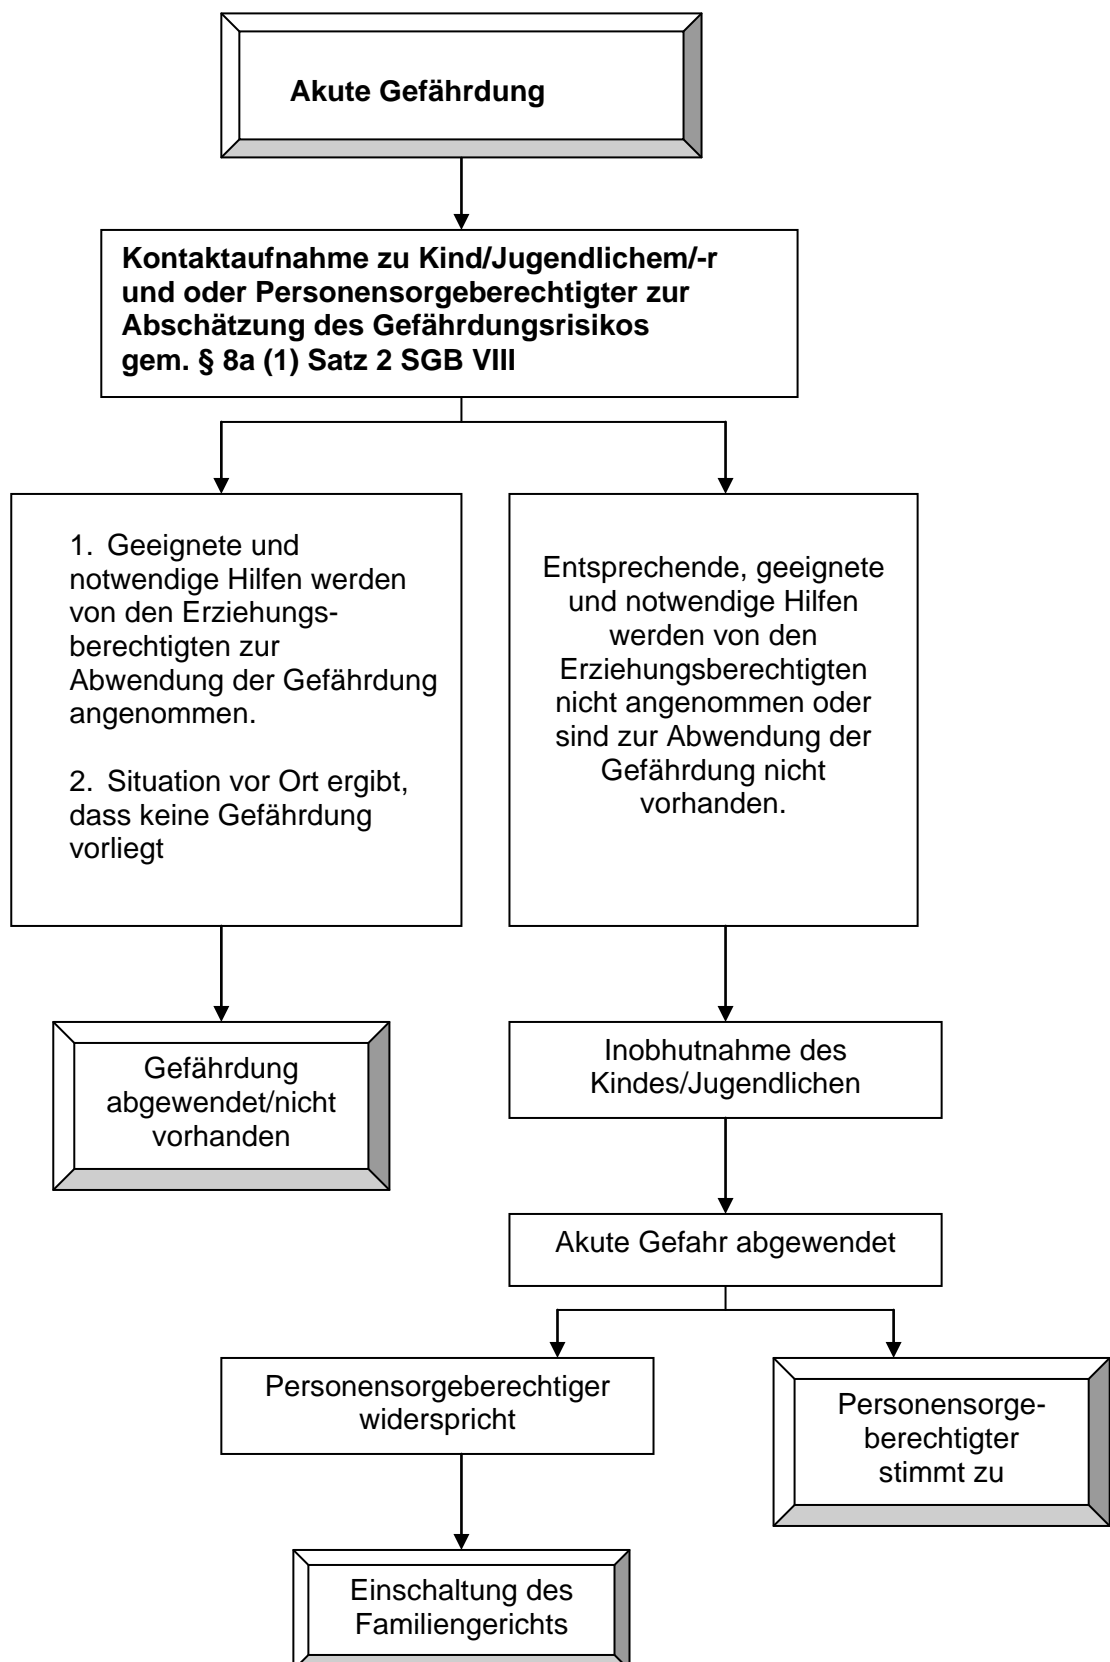 Akute Gefährdung
Kontaktaufnahme zu Kind/Jugendlichem/-r
und oder Personensorgeberechtigter zur
Abschätzung des Gefährdungsrisikos
gem. § 8a (1) Satz 2 SGB VIII
1. Geeignete und
notwendige Hilfen werden
von den Erziehungs-
berechtigten zur
Abwendung der Gefährdung
angenommen.
2. Situation vor Ort ergibt,
dass keine Gefährdung
vorliegt
Entsprechende, geeignete
und notwendige Hilfen
werden von den
Erziehungsberechtigten
nicht angenommen oder
sind zur Abwendung der
Gefährdung nicht
vorhanden.
Gefährdung
abgewendet/nicht
vorhanden
Inobhutnahme des
Kindes/Jugendlichen
Akute Gefahr abgewendet
Personensorgeberechtiger
widerspricht
Personensorge-
berechtigter
stimmt zu
Einschaltung des
Familiengerichts